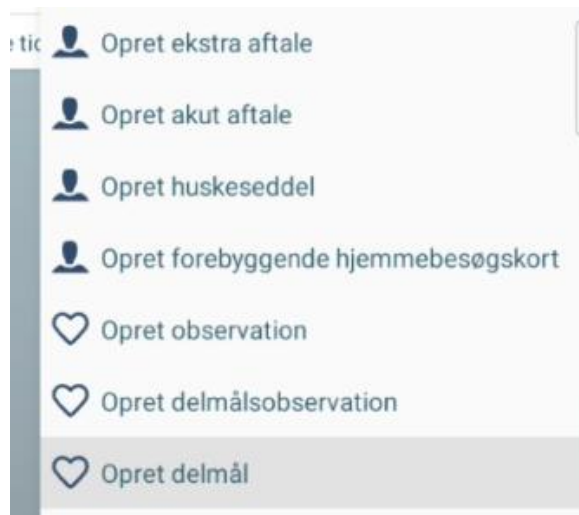 Opret ekstra aftale
Opret akut aftale
Opret huskeseddel
Opret forebyggende hjemmebesøgskort
Opret observation
Opret delmålsobservation
Opret delmål